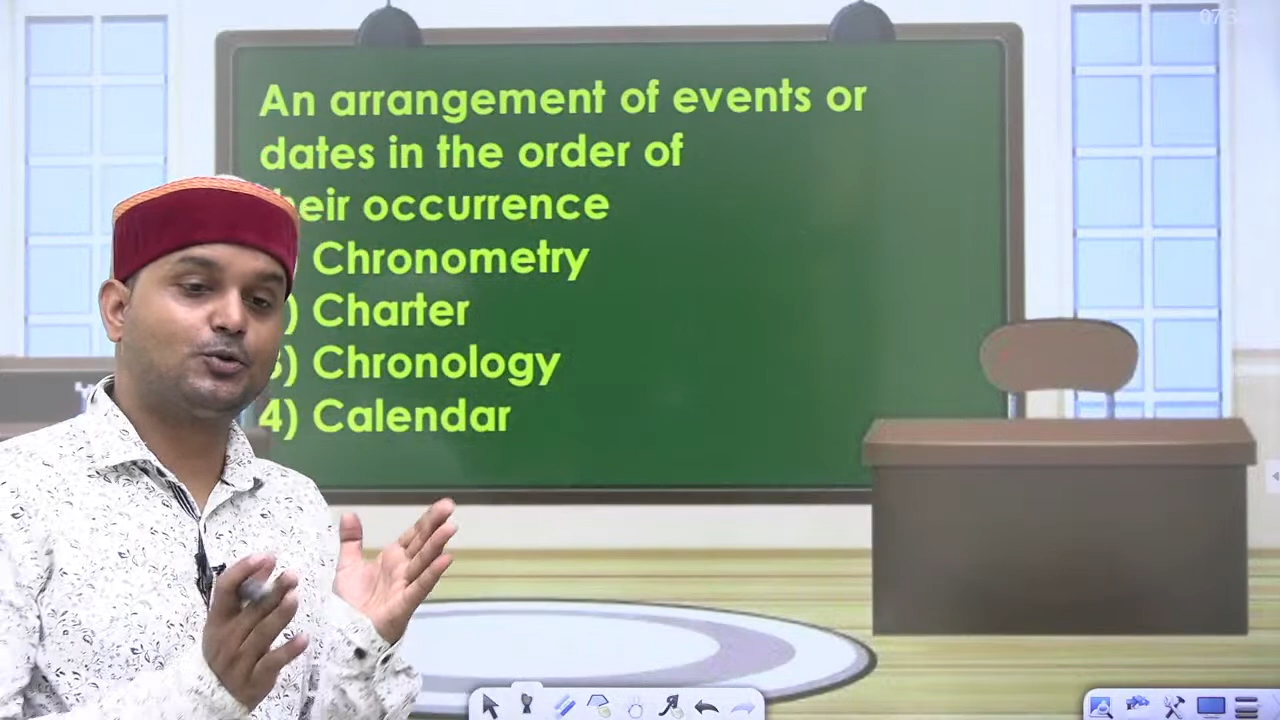 An arrangement of events or
dates in the order of
heir occurrence
Chronometry
) Charter
3) Chronology
4) Calendar